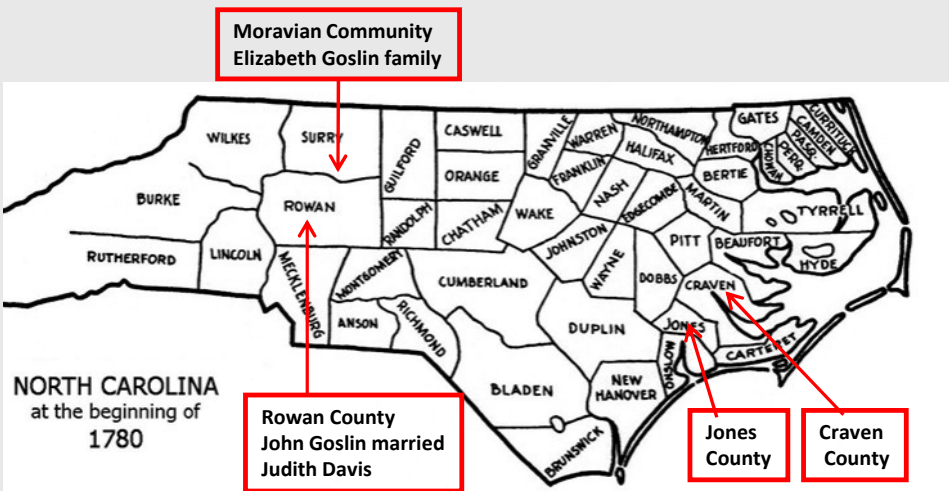 Moravian Community
Elizabeth Goslin family
WILKES
SURRY
GUILFORD
CASWELL
GRANVILLE
WARREN
NORTHAMPTON
GATES
CURRITUCK
CAMDEN
PASQ.
PERQ.
CHOWAN
HERTFORD
HALIFAX
FRANKLIN
ORANGE
BERTIE
BURKE
ROWAN
RANDOLPH
CHATHAM
WAKE
NASH
EDGECOMBE
MARTIN
TYRRELL
RUTHERFORD
LINCOLN
MECKLENBURG
MONTGOMERY
CUMBERLAND
JOHNSTON
WAYNE
PITT
BEAUFORT
HYDE
DOBBS
CRAVEN
ANSON
RICHMOND
DUPLIN
JONES
CARTERET
ONSLOW
BLADEN
NEW
HANOVER
BRUNSWICK
NORTH CAROLINA
at the beginning of
1780
Rowan County
John Goslin married
Judith Davis
Jones
County
Craven
County